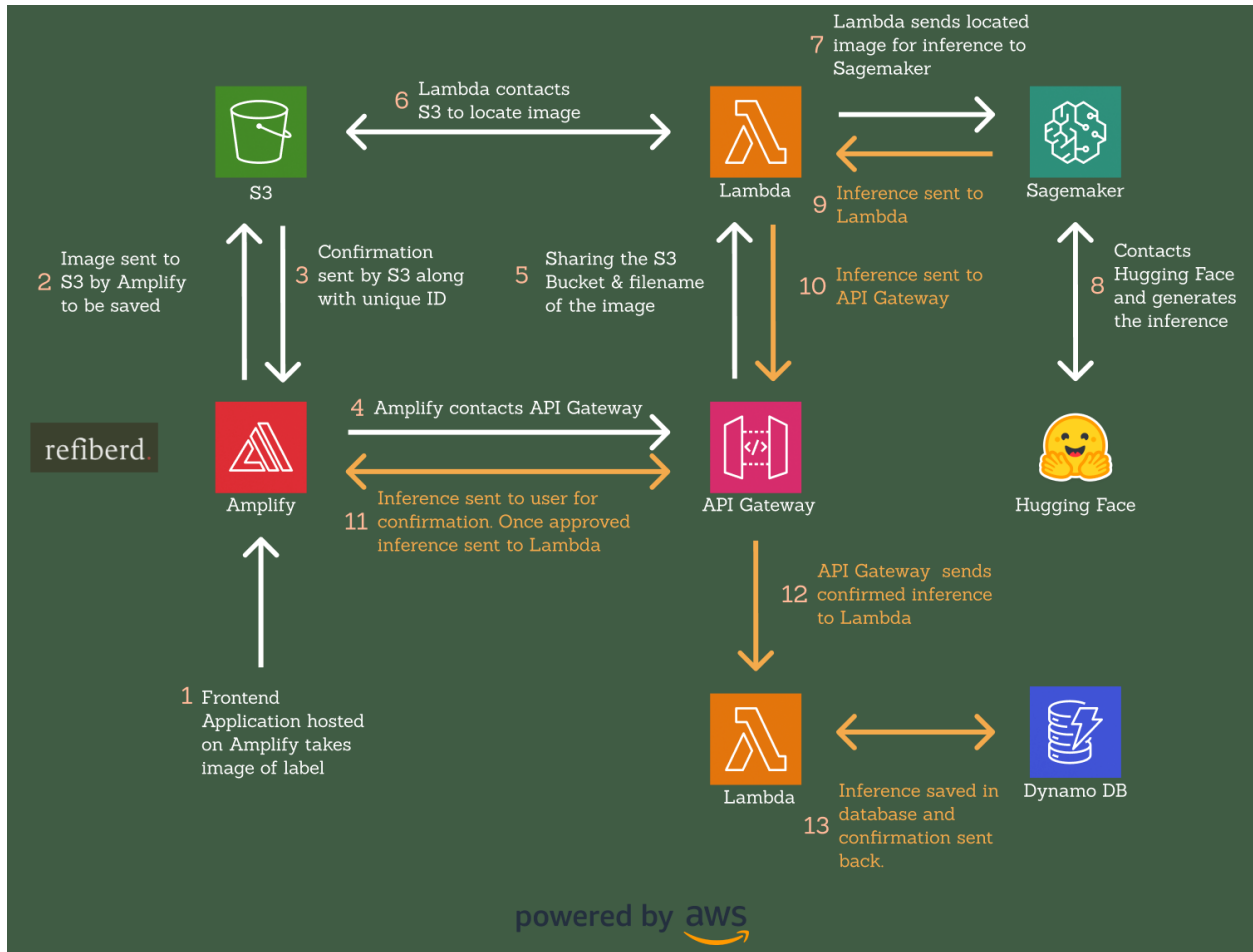 7
Lambda sends located
image for inference to
Sagemaker
6
Lambda contacts
S3 to locate image
S3
Lambda
Sagemaker
9
Inference sent to
Lambda
2
Image sent to
S3 by Amplify
to be saved
3
Confirmation
sent by S3 along
with unique ID
5
Sharing the S3
Bucket & filename
of the image
10
Inference sent to
API Gateway
8
Contacts
Hugging Face
and generates
the inference
refiberd.
4
Amplify contacts API Gateway
</>
Amplify
API Gateway
Hugging Face
11
Inference sent to user for
confirmation. Once approved
inference sent to Lambda
12
API Gateway sends
confirmed inference
to Lambda
1
Frontend
Application hosted
on Amplify takes
image of label
Lambda
Dynamo DB
13
Inference saved in
database and
confirmation sent
back.
powered by aws